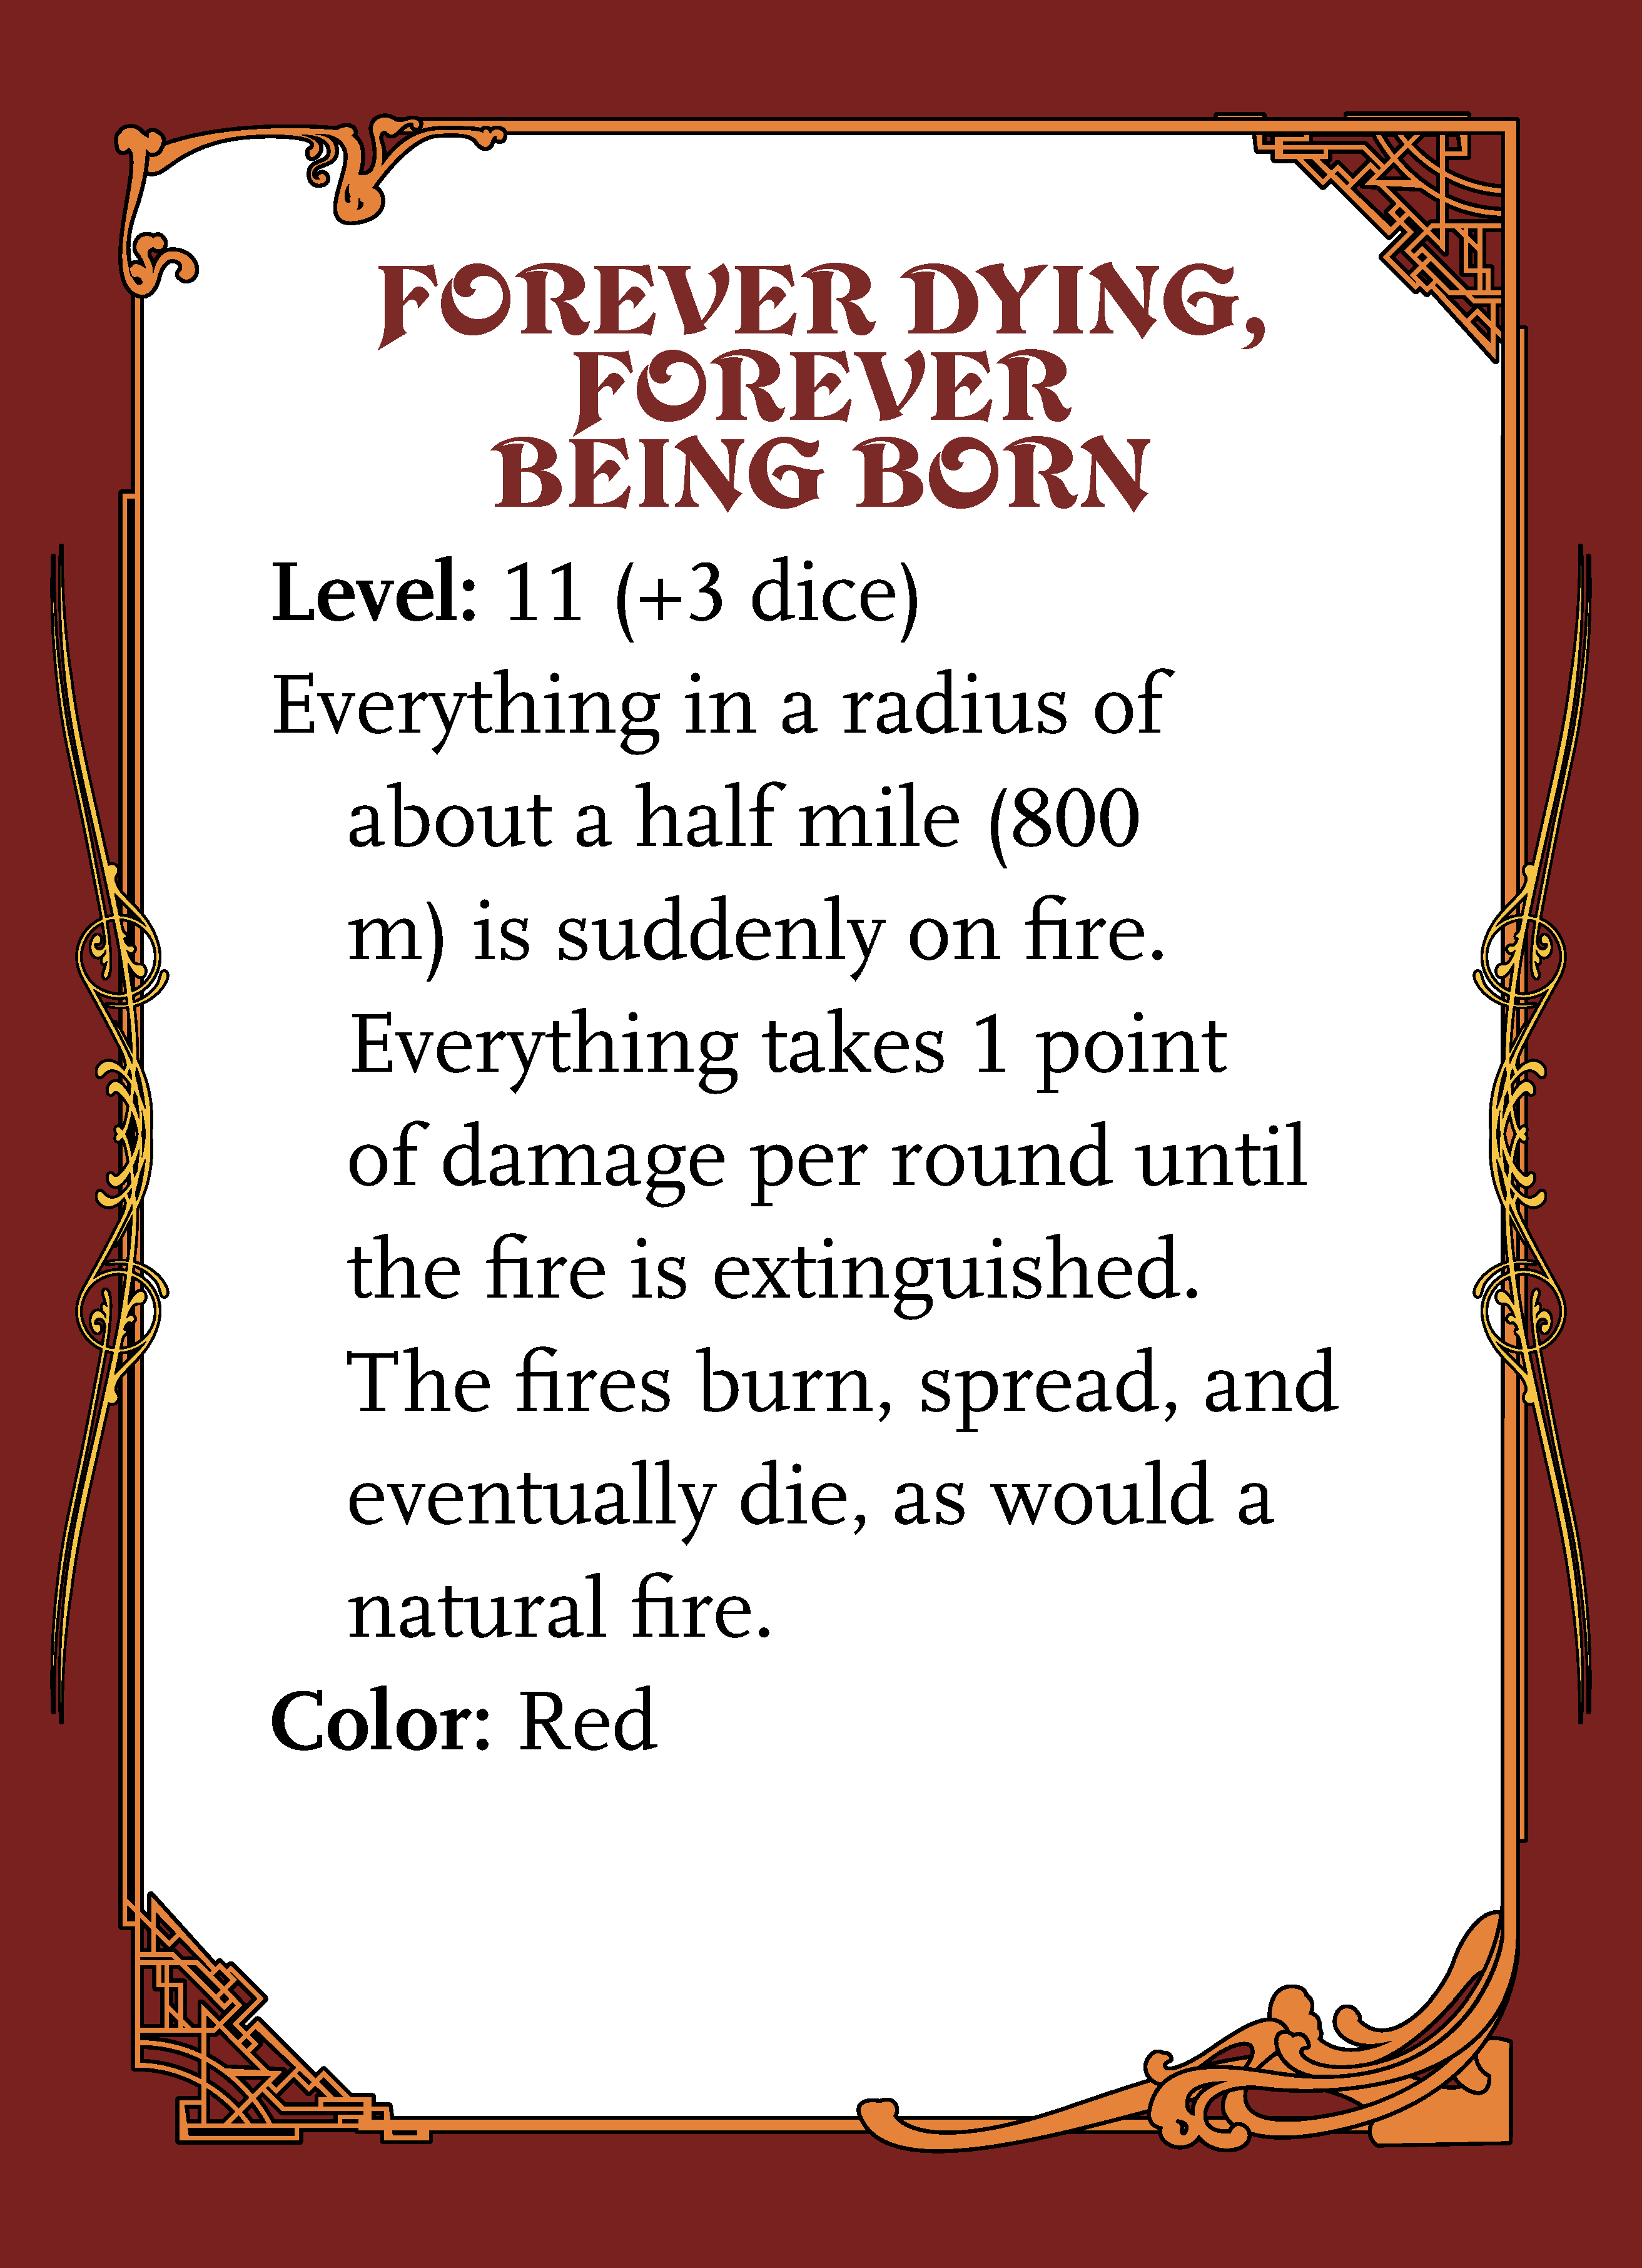 FOREVER DYING,
FOREVER
BEING BORN
Level: 11 (+3 dice)
Everything in a radius of
about a half mile (800
m) is suddenly on fire.
Everything takes 1 point
of damage per round until
the fire is extinguished.
The fires burn, spread, and
eventually die, as would a
natural fire.
Color: Red